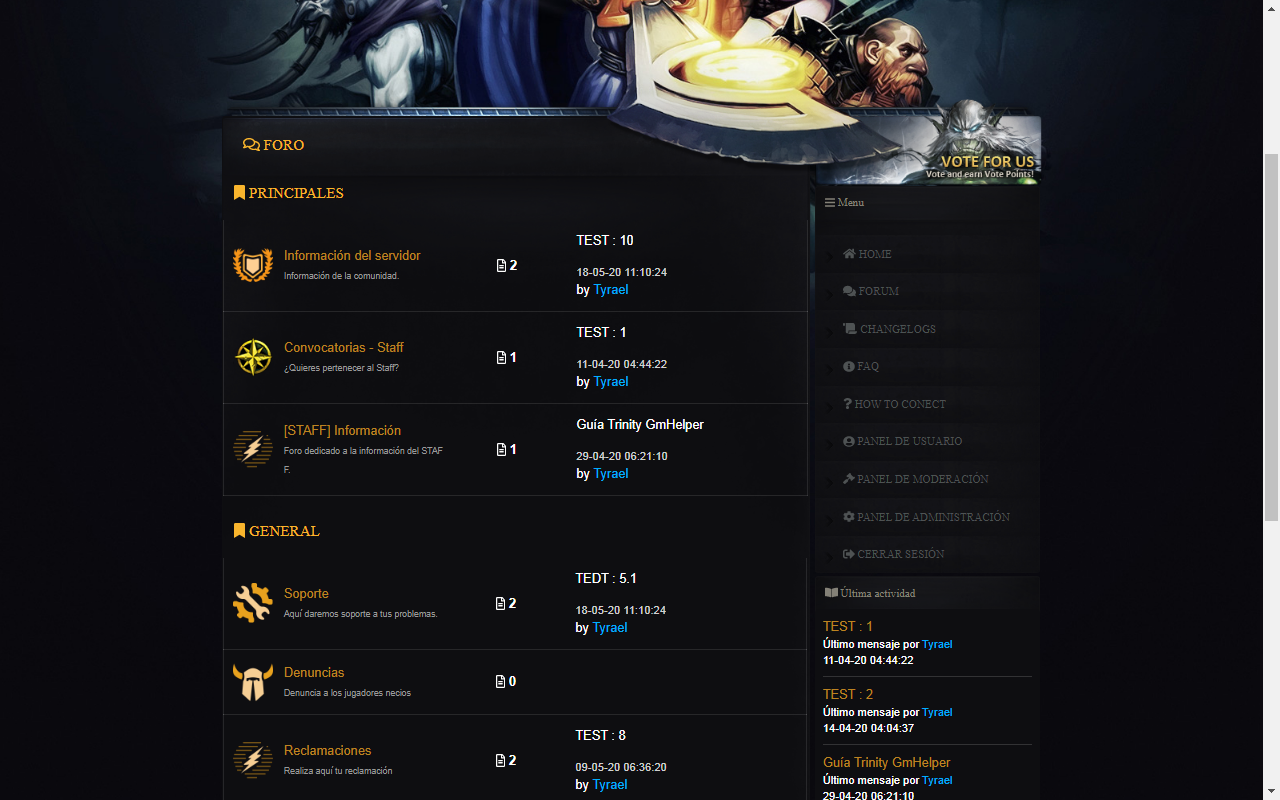 FORO
VOTE FOR US
Vote and earn Vote Points!
PRINCIPALES
Información del servidor
Información de la comunidad.
2
TEST : 10
18-05-20 11:10:24
by Tyrael
Convocatorias - Staff
¿Quieres pertenecer al Staff?
1
TEST : 1
11-04-20 04:44:22
by Tyrael
[STAFF] Información
Foro dedicado a la información del STAF
F.
1
Guía Trinity GmHelper
29-04-20 06:21:10
by Tyrael
GENERAL
Soporte
Aquí daremos soporte a tus problemas.
2
TEDT : 5.1
18-05-20 11:10:24
by Tyrael
Denuncias
Denuncia a los jugadores necios
0
Reclamaciones
Realiza aquí tu reclamación
2
TEST : 8
09-05-20 06:36:20
by Tyrael
Menu
HOME
FORUM
CHANGELOGS
FAQ
HOW TO CONECT
PANEL DE USUARIO
PANEL DE MODERACIÓN
PANEL DE ADMINISTRACIÓN
CERRAR SESIÓN
Última actividad
TEST : 1
Último mensaje por Tyrael
11-04-20 04:44:22
TEST : 2
Último mensaje por Tyrael
14-04-20 04:04:37
Guía Trinity GmHelper
Último mensaje por Tyrael
29-04-20 06:21:10